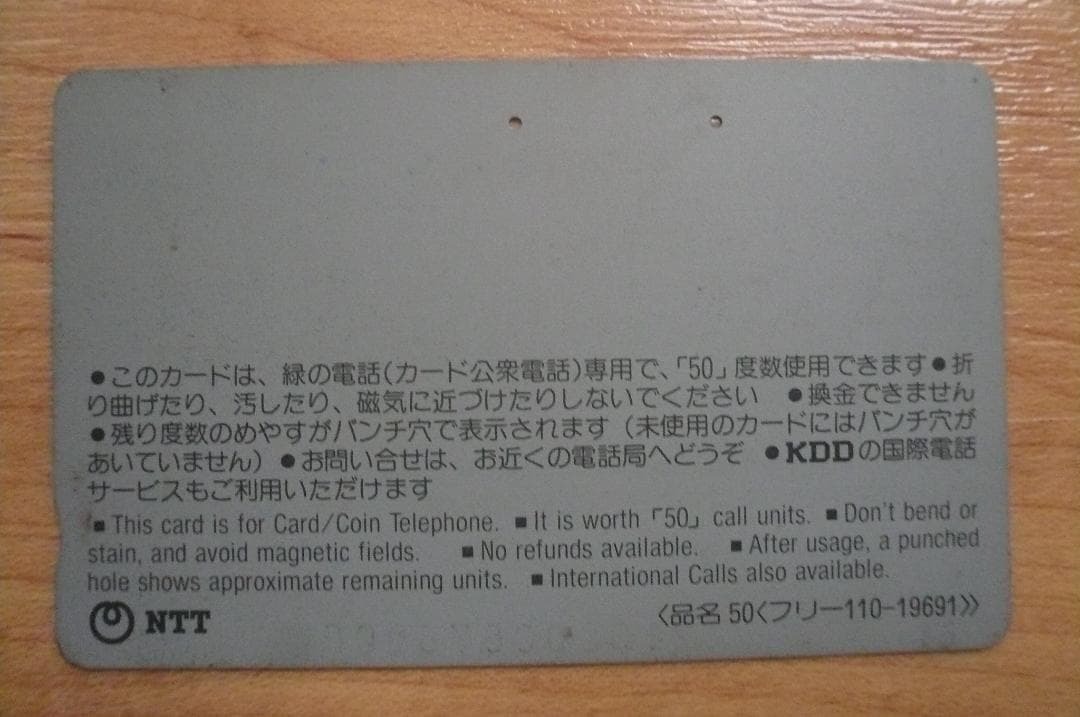 ●このカードは、緑の電話(カード公衆電話)専用で、「50」度数使用できます●折
り曲げたり、汚したり、磁気に近づけたりしないでください ●換金できません
●残り度数のめやすがパンチ穴で表示されます（未使用のカードにはパンチ穴が
あいていません）●お問い合せは、お近くの電話局へどうぞ ●KDDの国際電話
サービスもご利用いただけます
■This card is for Card/Coin Telephone. ■It is worth「50」call units. ■Don't bend or
stain, and avoid magnetic fields. ■No refunds available. ■After usage, a punched
hole shows approximate remaining units. ■International Calls also available.
NTT 〈品名 50〈フリー110-19691〉〉